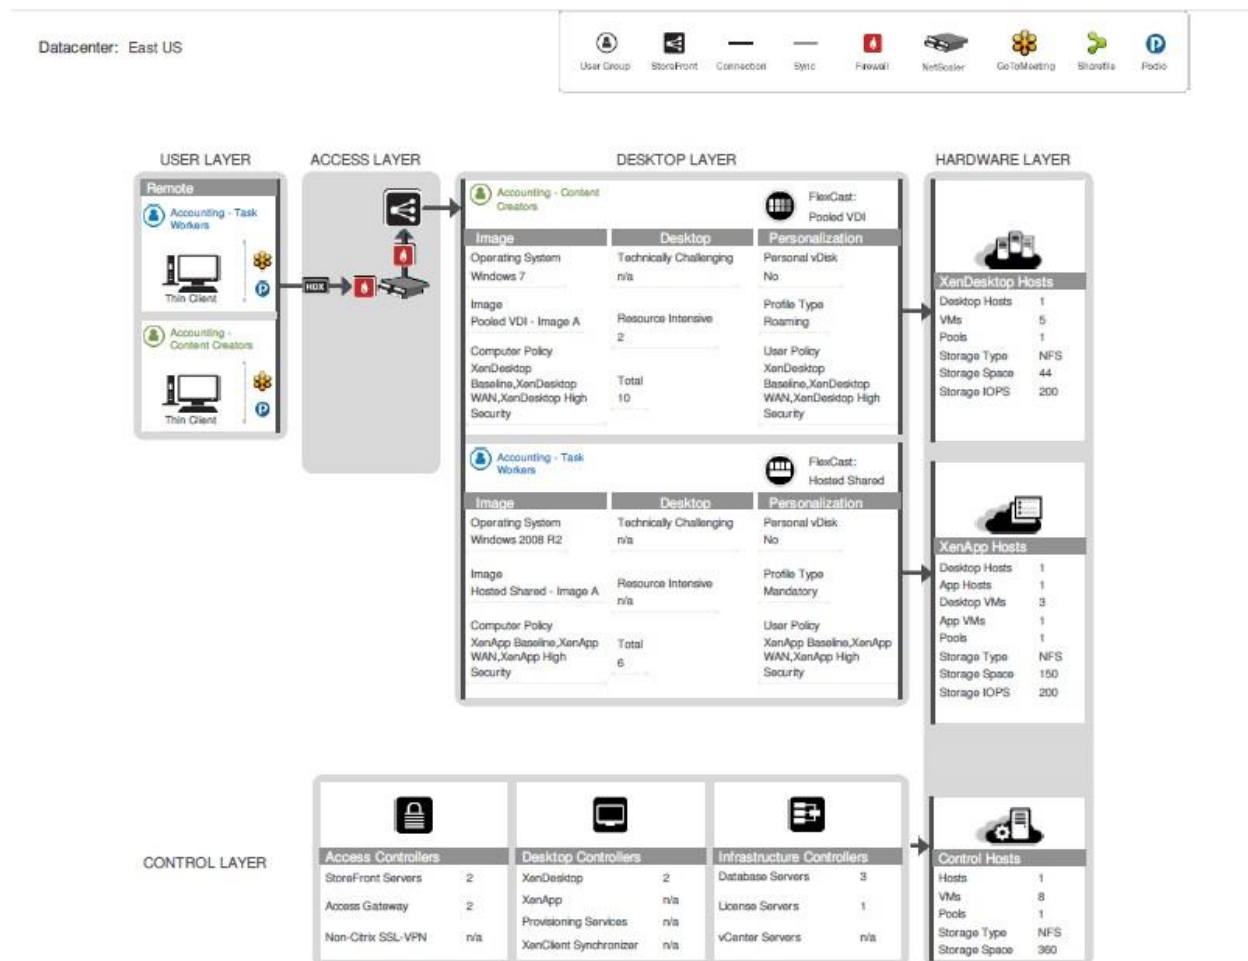 Datacenter: East US
User Group
StoreFront
Connection
Sync
Firewall
NetScaler
GoToMeeting
Sharefile
Podio
USER LAYER
ACCESS LAYER
DESKTOP LAYER
HARDWARE LAYER
Remote
Accounting - Task
Workers
Thin Client
Accounting -
Content Creators
Thin Client
HDX
Accounting - Content
Creators
FlexCast:
Pooled VDI
Image
Desktop
Personalization
Operating System
Windows 7
Image
Pooled VDI - Image A
Computer Policy
XenDesktop
Baseline,XenDesktop
WAN,XenDesktop High
Security
Technically Challenging
n/a
Resource Intensive
2
Total
10
Personal vDisk
No
Profile Type
Roaming
User Policy
XenDesktop
Baseline,XenDesktop
WAN,XenDesktop High
Security
Accounting - Task
Workers
FlexCast:
Hosted Shared
Image
Desktop
Personalization
Operating System
Windows 2008 R2
Image
Hosted Shared - Image A
Computer Policy
XenApp Baseline,XenApp
WAN,XenApp High
Security
Technically Challenging
n/a
Resource Intensive
n/a
Total
6
Personal vDisk
No
Profile Type
Mandatory
User Policy
XenApp Baseline,XenApp
WAN,XenApp High
Security
XenDesktop Hosts
Desktop Hosts 1
VMs 5
Pools 1
Storage Type NFS
Storage Space 44
Storage IOPS 200
XenApp Hosts
Desktop Hosts 1
App Hosts 1
Desktop VMs 3
App VMs 1
Pools 1
Storage Type NFS
Storage Space 150
Storage IOPS 200
CONTROL LAYER
Access Controllers
StoreFront Servers 2
Access Gateway 2
Non-Citrix SSL-VPN n/a
Desktop Controllers
XenDesktop 2
XenApp n/a
Provisioning Services n/a
XenClient Synchronizer n/a
Infrastructure Controllers
Database Servers 3
License Servers 1
vCenter Servers n/a
Control Hosts
Hosts 1
VMs 8
Pools 1
Storage Type NFS
Storage Space 360